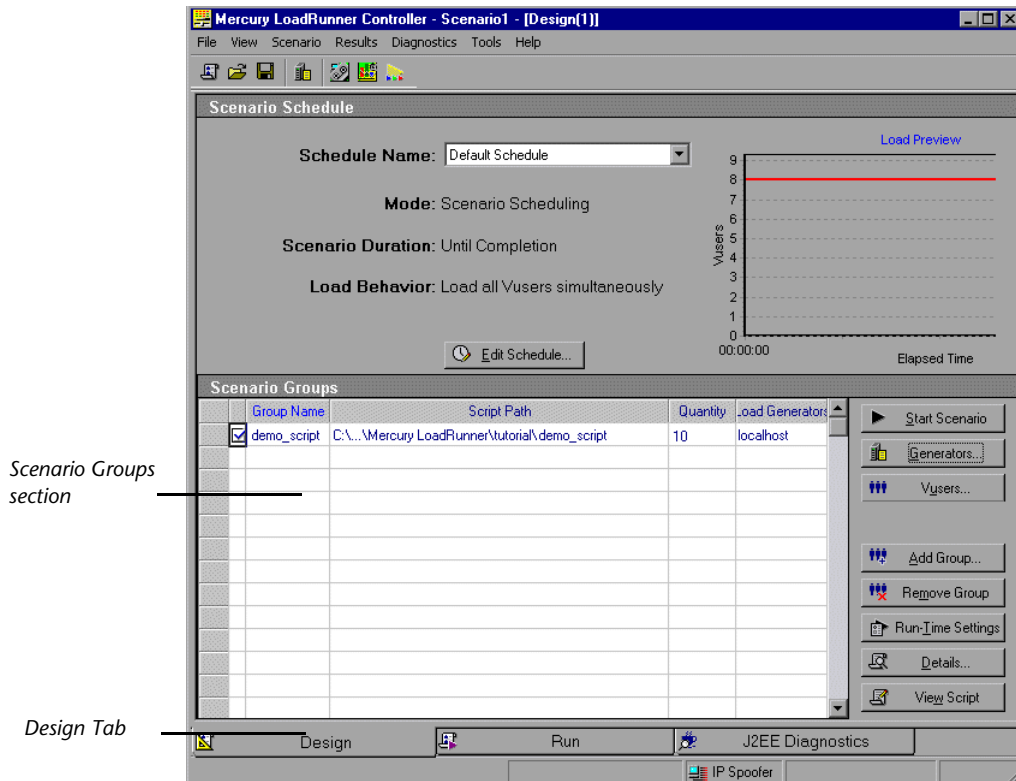 Mercury LoadRunner Controller - Scenario1 - [Design(1)]
File View Scenario Results Diagnostics Tools Help
Scenario Schedule
Schedule Name: Default Schedule
Mode: Scenario Scheduling
Scenario Duration: Until Completion
Load Behavior: Load all Vusers simultaneously
Edit Schedule...
Load Preview
9
8
7
6
5
4
3
2
1
0
Vusers
00:00:00
Elapsed Time
Scenario Groups
Group Name Script Path Quantity Load Generators
demo_script C:\...\Mercury LoadRunner\tutorial\demo_script 10 localhost
Start Scenario
Generators...
Vusers...
Add Group...
Remove Group
Run-Time Settings
Details...
View Script
Scenario Groups
section
Design Tab
Design Run J2EE Diagnostics
IP Spoofer